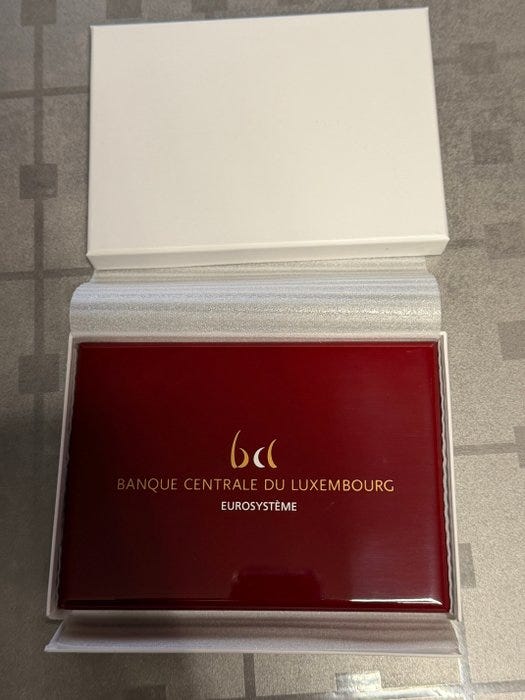 bcl
BANQUE CENTRALE DU LUXEMBOURG
EUROSYSTÈME